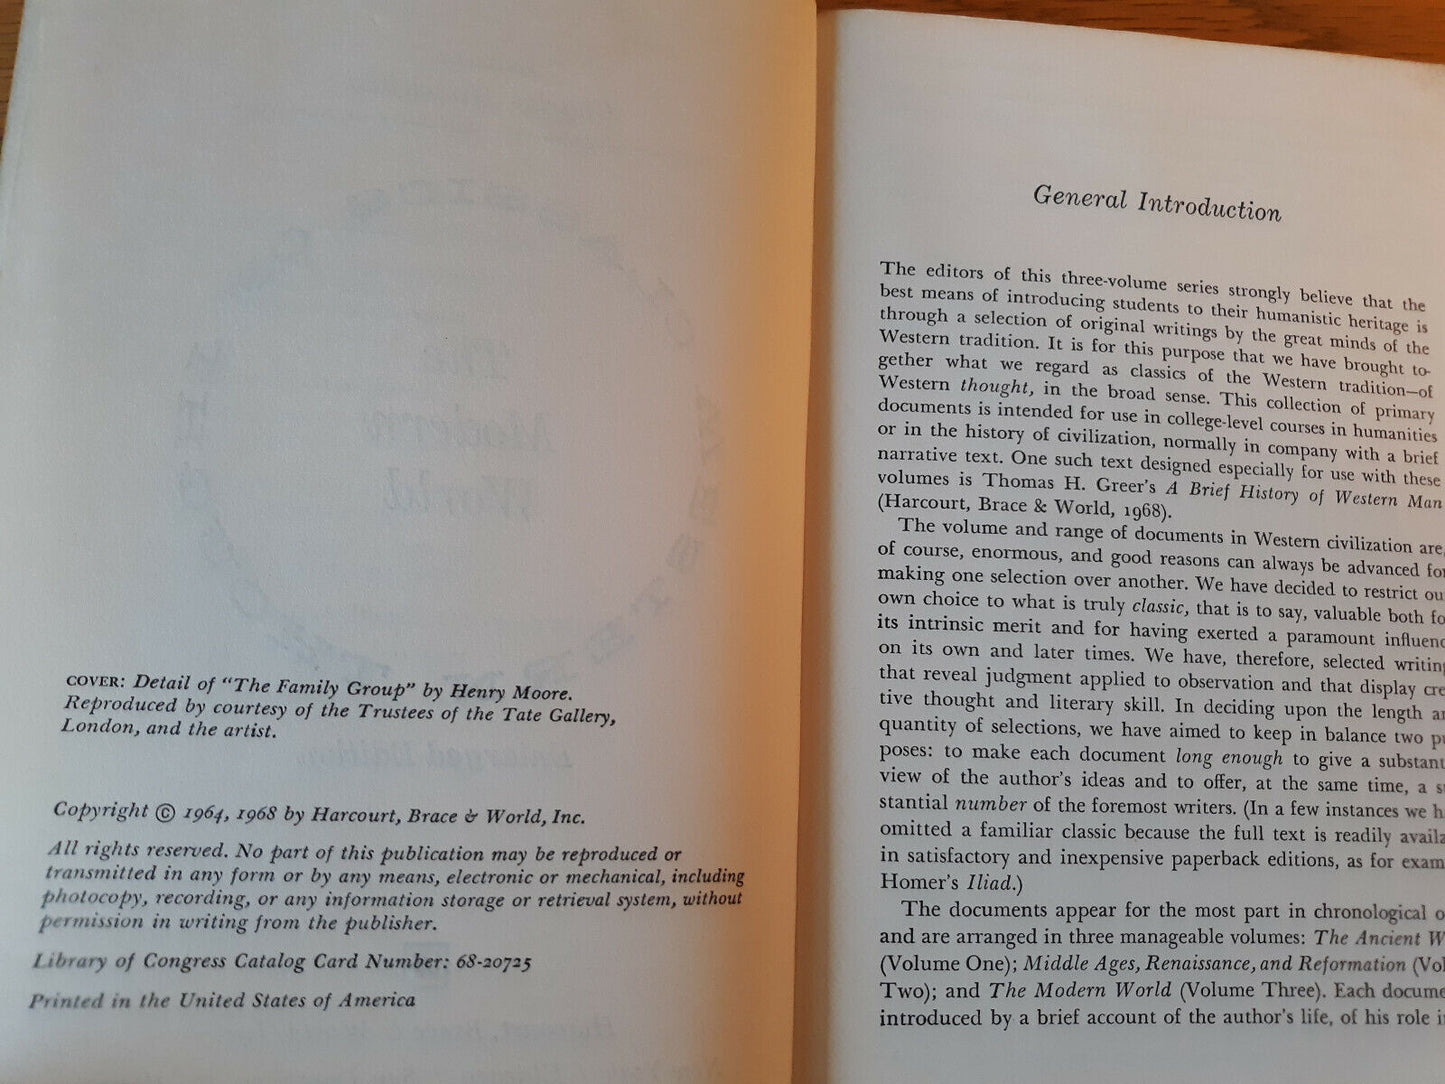 COVER: Detail of "The Family Group" by Henry Moore.
Reproduced by courtesy of the Trustees of the Tate Gallery,
London, and the artist.
Copyright © 1964, 1968 by Harcourt, Brace & World, Inc.
All rights reserved. No part of this publication may be reproduced or
transmitted in any form or by any means, electronic or mechanical, including
photocopy, recording, or any information storage or retrieval system, without
permission in writing from the publisher.
Library of Congress Catalog Card Number: 68-20725
Printed in the United States of America
General Introduction
The editors of this three-volume series strongly believe that the
best means of introducing students to their humanistic heritage is
through a selection of original writings by the great minds of the
Western tradition. It is for this purpose that we have brought to-
gether what we regard as classics of the Western tradition—of
Western thought, in the broad sense. This collection of primary
documents is intended for use in college-level courses in humanities
or in the history of civilization, normally in company with a brief
narrative text. One such text designed especially for use with these
volumes is Thomas H. Greer's A Brief History of Western Man
(Harcourt, Brace & World, 1968).
The volume and range of documents in Western civilization are,
of course, enormous, and good reasons can always be advanced for
making one selection over another. We have decided to restrict ou
own choice to what is truly classic, that is to say, valuable both fo
its intrinsic merit and for having exerted a paramount influenc
on its own and later times. We have, therefore, selected writing
that reveal judgment applied to observation and that display cre
tive thought and literary skill. In deciding upon the length an
quantity of selections, we have aimed to keep in balance two p
poses: to make each document long enough to give a substant
view of the author's ideas and to offer, at the same time, a s
stantial number of the foremost writers. (In a few instances we h
omitted a familiar classic because the full text is readily availa
in satisfactory and inexpensive paperback editions, as for exam
Homer's Iliad.)
The documents appear for the most part in chronological o
and are arranged in three manageable volumes: The Ancient W
(Volume One); Middle Ages, Renaissance, and Reformation (Vol
Two); and The Modern World (Volume Three). Each docume
introduced by a brief account of the author's life, of his role i